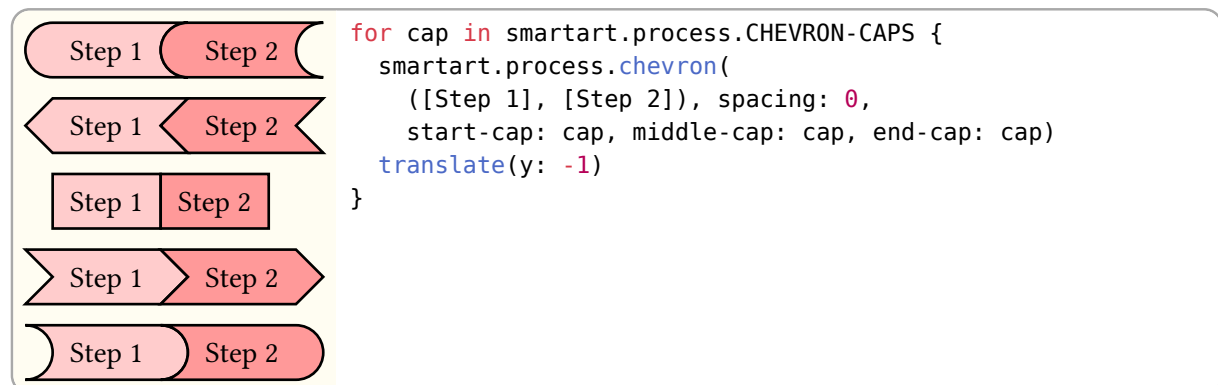 Step 1 Step 2
Step 1 Step 2
Step 1 Step 2
Step 1 Step 2
Step 1 Step 2
for cap in smartart.process.CHEVRON-CAPS {
  smartart.process.chevron(
    ([Step 1], [Step 2]), spacing: 0,
    start-cap: cap, middle-cap: cap, end-cap: cap)
  translate(y: -1)
}